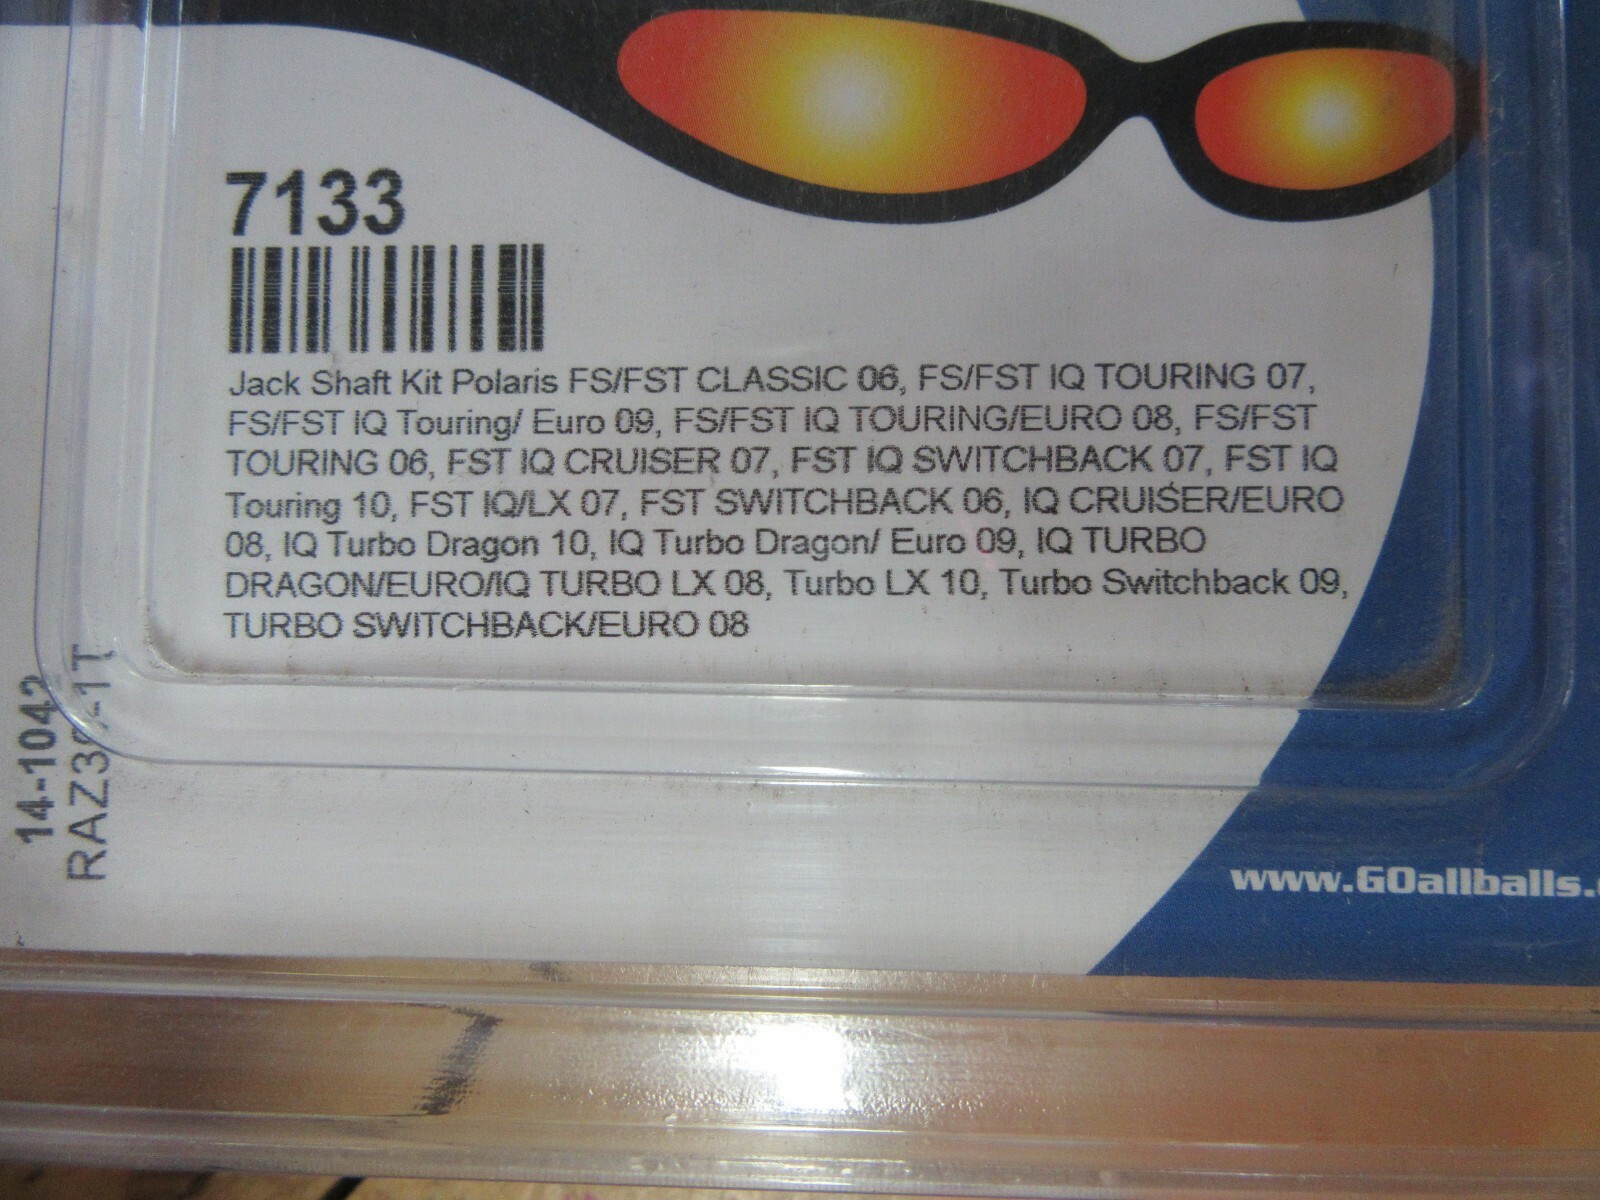 7133
Jack Shaft Kit Polaris FS/FST CLASSIC 06, FS/FST IQ TOURING 07,
FS/FST IQ Touring/ Euro 09, FS/FST IQ TOURING/EURO 08, FS/FST
TOURING 06, FST IQ CRUISER 07, FST IQ SWITCHBACK 07, FST IQ
Touring 10, FST IQ/LX 07, FST SWITCHBACK 06, IQ CRUISER/EURO
08, IQ Turbo Dragon 10, IQ Turbo Dragon/ Euro 09, IQ TURBO
DRAGON/EURO/IQ TURBO LX 08, Turbo LX 10, Turbo Switchback 09,
TURBO SWITCHBACK/EURO 08
14-1042
www.GOallballs.